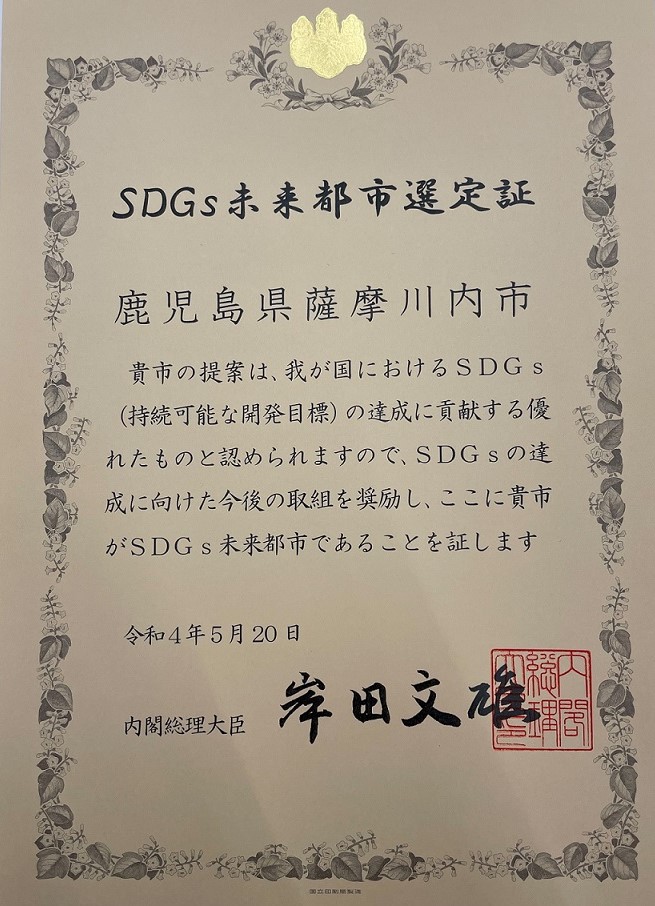 SDGs未来都市選定証
鹿児島県薩摩川内市
貴市の提案は、我が国におけるSDGs
(持続可能な開発目標)の達成に貢献する優
れたものと認められますので、SDGsの達
成に向けた今後の取組を奨励し、ここに貴市
がSDGs未来都市であることを証します
令和4年5月20日
内閣総理大臣 岸田文雄
内閣総理大臣
国立印刷局製造